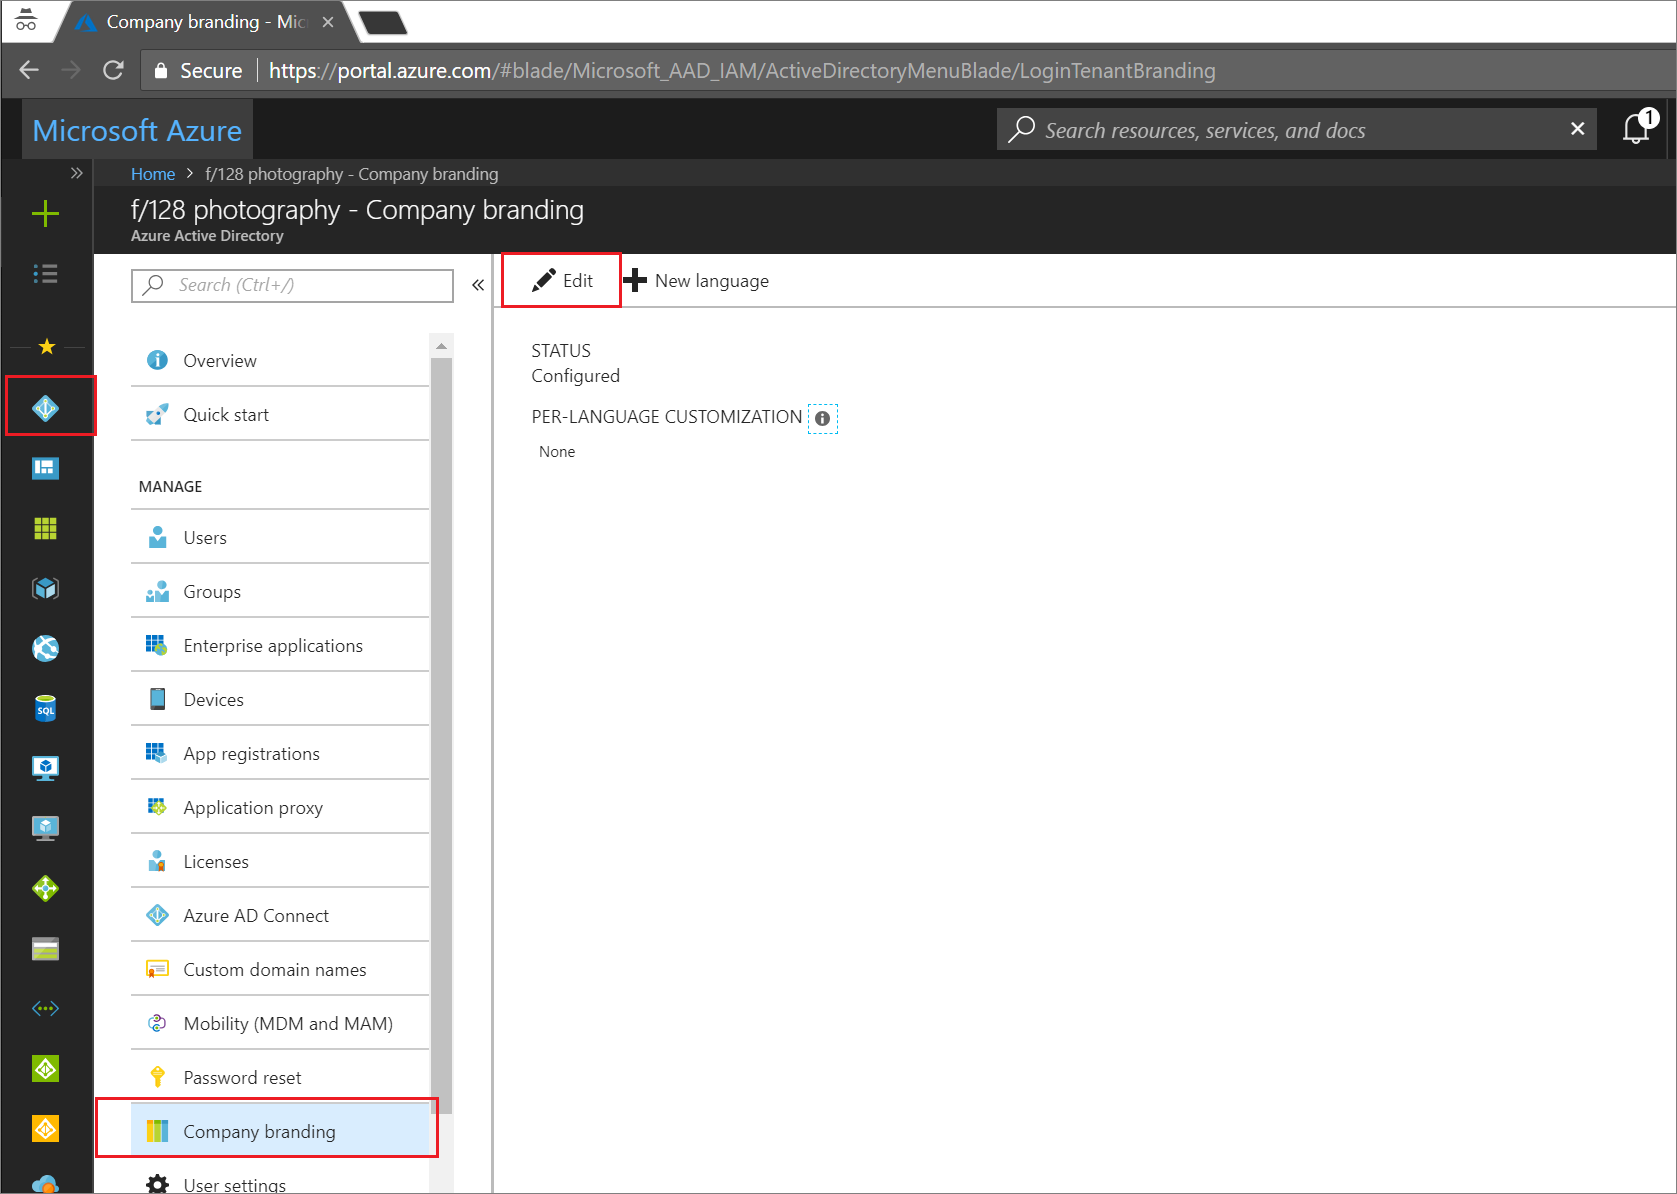 Company branding - Mic
Secure
https://portal.azure.com/#blade/Microsoft_AAD_IAM/ActiveDirectoryMenuBlade/LoginTenantBranding
Microsoft Azure
Search resources, services, and docs
1
Home > f/128 photography - Company branding
f/128 photography - Company branding
Azure Active Directory
Search (Ctrl+/)
Edit
New language
Overview
Quick start
MANAGE
Users
Groups
Enterprise applications
Devices
App registrations
Application proxy
Licenses
Azure AD Connect
Custom domain names
Mobility (MDM and MAM)
Password reset
Company branding
User settings
STATUS
Configured
PER-LANGUAGE CUSTOMIZATION
None
SQL